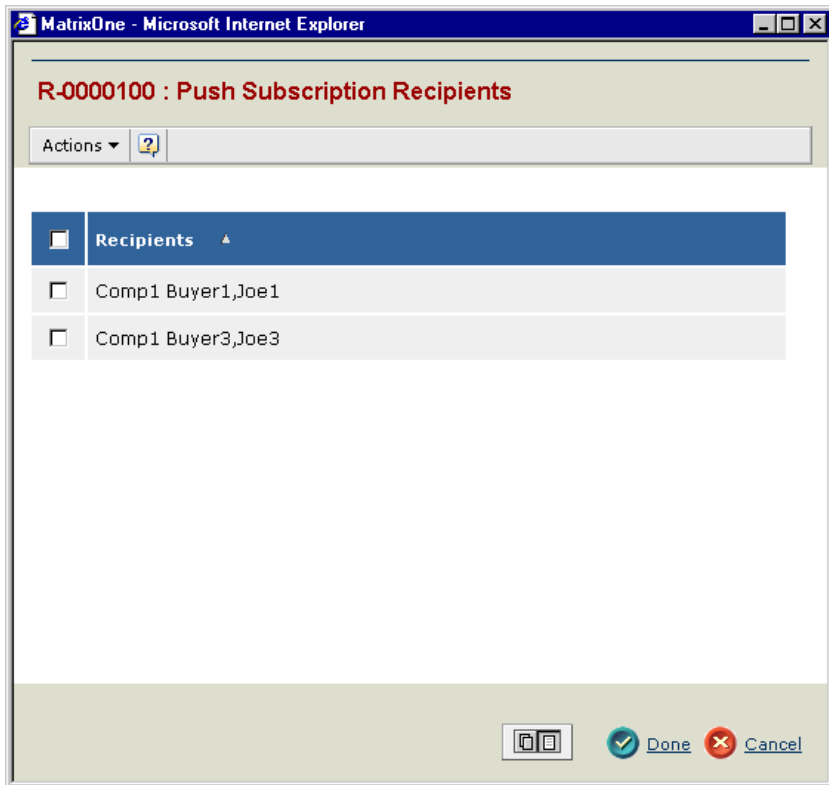 MatrixOne - Microsoft Internet Explorer
R-0000100 : Push Subscription Recipients
Actions
Recipients
Comp1 Buyer1,Joe1
Comp1 Buyer3,Joe3
Done Cancel